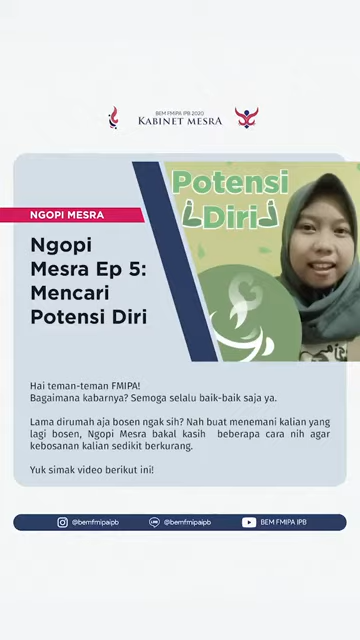 BEM FMIPA IPB 2020
KABINET MESRA
Potensi
Diri
NGOPI MESRA
Ngopi
Mesra Ep 5:
Mencari
Potensi Diri
Hai teman-teman FMIPA!
Bagaimana kabarnya? Semoga selalu baik-baik saja ya.
Lama dirumah aja bosen ngak sih? Nah buat menemani kalian yang
lagi bosen, Ngopi Mesra bakal kasih beberapa cara nih agar
kebosanan kalian sedikit berkurang.
Yuk simak video berikut ini!
@bemfmipaipb
@bemfmipaipb
BEM FMIPA IPB